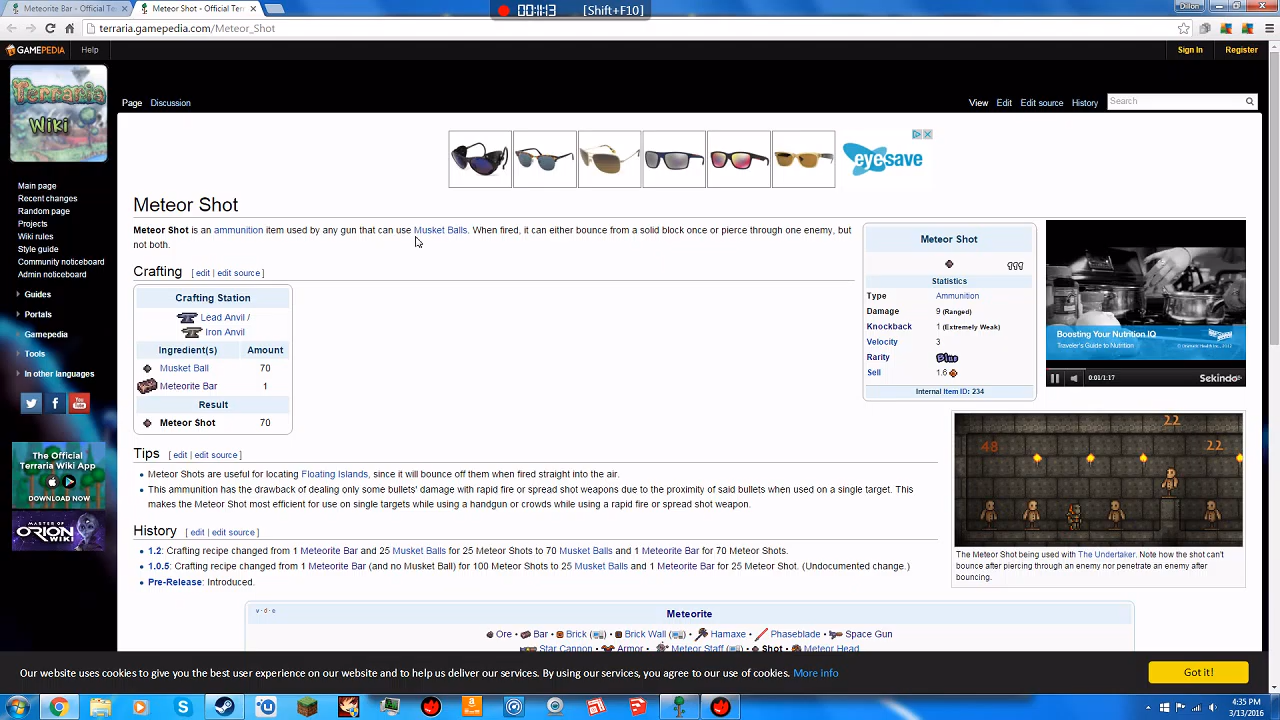 Meteorite Bar - Official Te
Meteor Shot - Official Terr
00:11:13 [Shift+F10]
Dillon
terraria.gamepedia.com/Meteor_Shot
GAMEPEDIA Help
Sign In Register
Terraria
Wiki
Page Discussion
View Edit Edit source History Search
eyesave
Main page
Recent changes
Random page
Projects
Wiki rules
Style guide
Community noticeboard
Admin noticeboard
Guides
Portals
Gamepedia
Tools
In other languages
You
Tube
The Official
Terraria Wiki App
DOWNLOAD NOW
MASTER OF
ORION
Meteor Shot
Meteor Shot is an ammunition item used by any gun that can use Musket Balls. When fired, it can either bounce from a solid block once or pierce through one enemy, but
not both.
Crafting [ edit | edit source ]
Crafting Station
Lead Anvil /
Iron Anvil
Ingredient(s) Amount
Musket Ball 70
Meteorite Bar 1
Result
Meteor Shot 70
Meteor Shot
Statistics
Type Ammunition
Damage 9 (Ranged)
Knockback 1 (Extremely Weak)
Velocity 3
Rarity Blue
Sell 1.6
Internal Item ID: 234
Boosting Your Nutrition IQ
Traveler's Guide to Nutrition
0:01/1:17 Sekindo
48 22 22
The Meteor Shot being used with The Undertaker. Note how the shot can't
bounce after piercing through an enemy nor penetrate an enemy after
bouncing.
Tips [ edit | edit source ]
Meteor Shots are useful for locating Floating Islands, since it will bounce off them when fired straight into the air.
This ammunition has the drawback of dealing only some bullets' damage with rapid fire or spread shot weapons due to the proximity of said bullets when used on a single target. This
makes the Meteor Shot most efficient for use on single targets while using a handgun or crowds while using a rapid fire or spread shot weapon.
History [ edit | edit source ]
1.2: Crafting recipe changed from 1 Meteorite Bar and 25 Musket Balls for 25 Meteor Shots to 70 Musket Balls and 1 Meteorite Bar for 70 Meteor Shots.
1.0.5: Crafting recipe changed from 1 Meteorite Bar (and no Musket Ball) for 100 Meteor Shots to 25 Musket Balls and 1 Meteorite Bar for 25 Meteor Shot. (Undocumented change.)
Pre-Release: Introduced.
v · d · e Meteorite
Ore • Bar • Brick • Brick Wall • Hamaxe • Phaseblade • Space Gun
Star Cannon • Armor • Meteor Staff • Shot • Meteor Head
Our website uses cookies to give you the best user experience on our website and to help us deliver Our services. By using our services, you agree to our use of cookies. More info Got it!
4:35 PM
3/13/2016